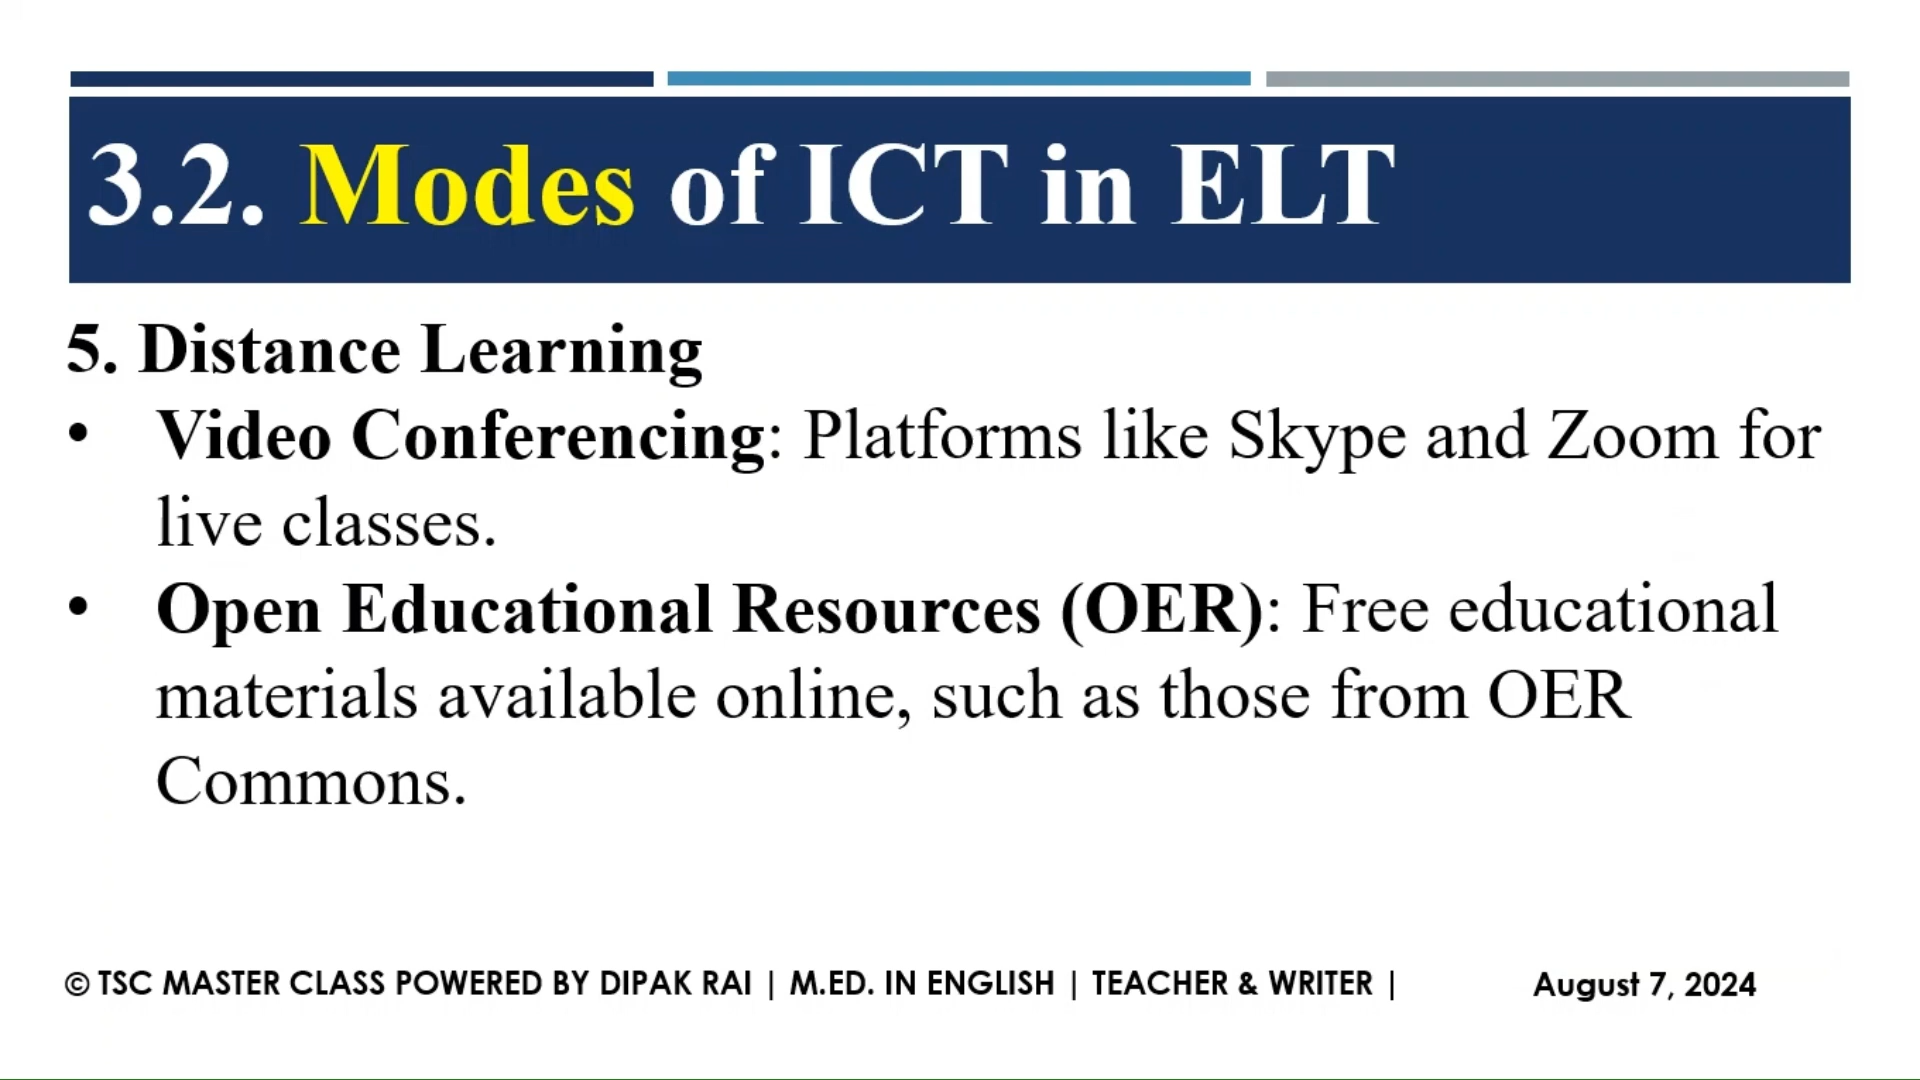 3.2. Modes of ICT in ELT
5. Distance Learning
• Video Conferencing: Platforms like Skype and Zoom for
live classes.
• Open Educational Resources (OER): Free educational
materials available online, such as those from OER
Commons.
© TSC MASTER CLASS POWERED BY DIPAK RAI | M.ED. IN ENGLISH | TEACHER & WRITER | August 7, 2024